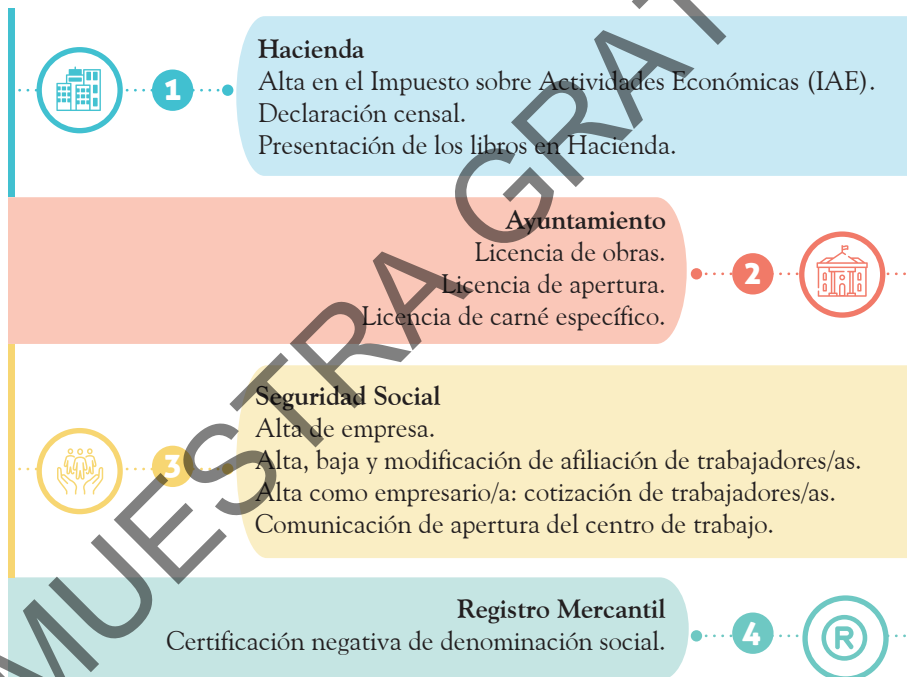 1
Hacienda
Alta en el Impuesto sobre Actividades Económicas (IAE).
Declaración censal.
Presentación de los libros en Hacienda.
Ayuntamiento
Licencia de obras.
Licencia de apertura.
Licencia de carné específico.
2
Seguridad Social
Alta de empresa.
3
Alta, baja y modificación de afiliación de trabajadores/as.
Alta como empresario/a: cotización de trabajadores/as.
Comunicación de apertura del centro de trabajo.
Registro Mercantil
Certificación negativa de denominación social.
4
R
MUESTRA GRAT